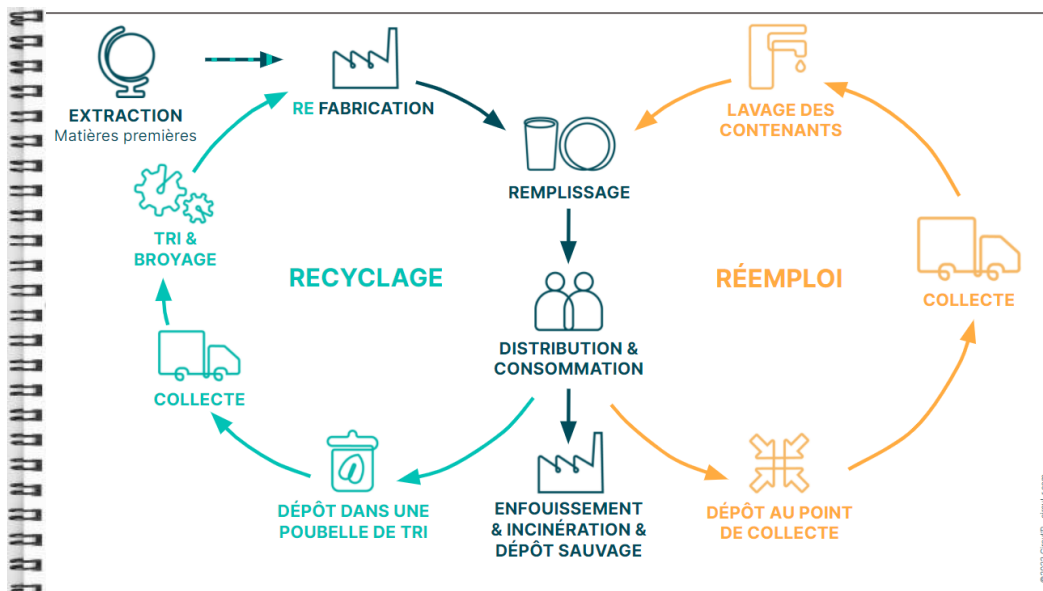 EXTRACTION
Matières premières
RE FABRICATION
LAVAGE DES
CONTENANTS
REMPLISSAGE
TRI &
BROYAGE
RECYCLAGE
RÉEMPLOI
COLLECTE
DISTRIBUTION &
CONSOMMATION
COLLECTE
DÉPÔT DANS UNE
POUBELLE DE TRI
ENFOUISSEMENT
& INCINÉRATION &
DÉPÔT SAUVAGE
DÉPÔT AU POINT
DE COLLECTE